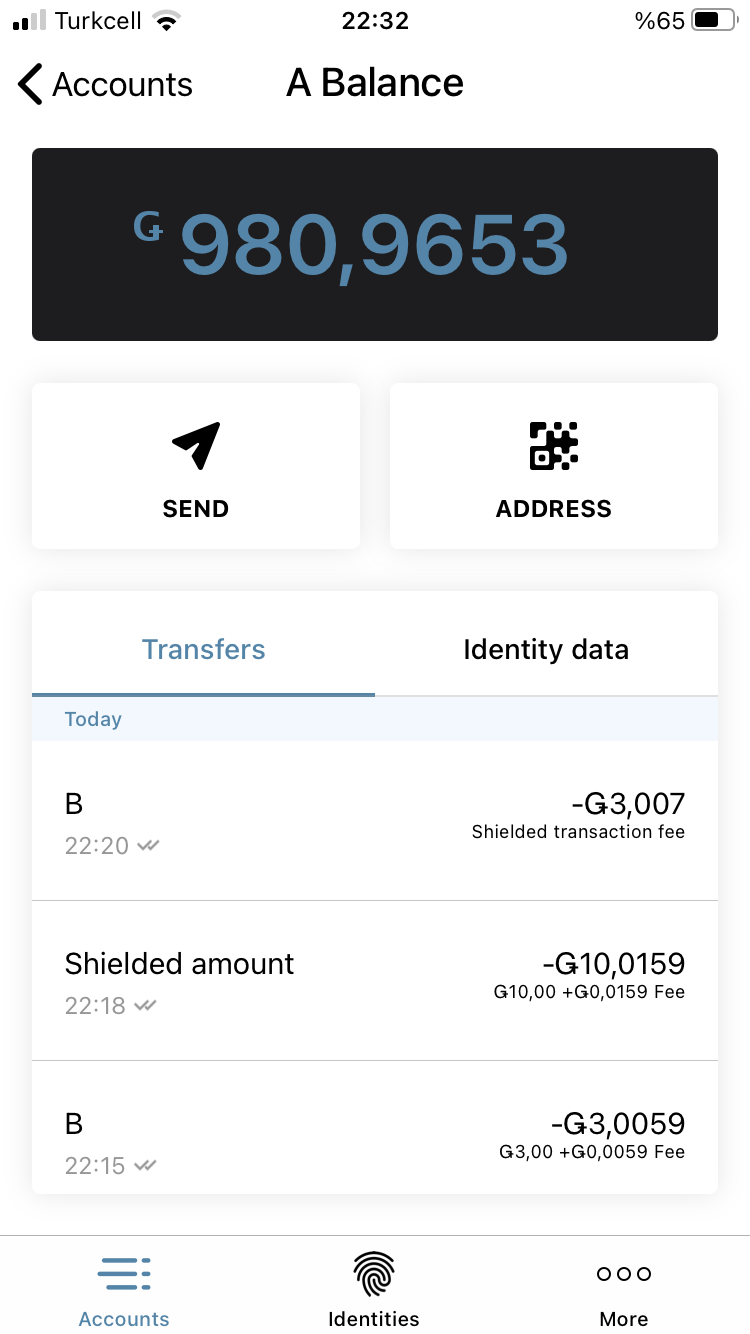 Turkcell 22:32 %65
Accounts A Balance
Ǥ 980,9653
SEND ADDRESS
Transfers Identity data
Today
B -Ǥ3,007
Shielded transaction fee
22:20
Shielded amount -Ǥ10,0159
Ǥ10,00 +Ǥ0,0159 Fee
22:18
B -Ǥ3,0059
Ǥ3,00 +Ǥ0,0059 Fee
22:15
Accounts Identities More